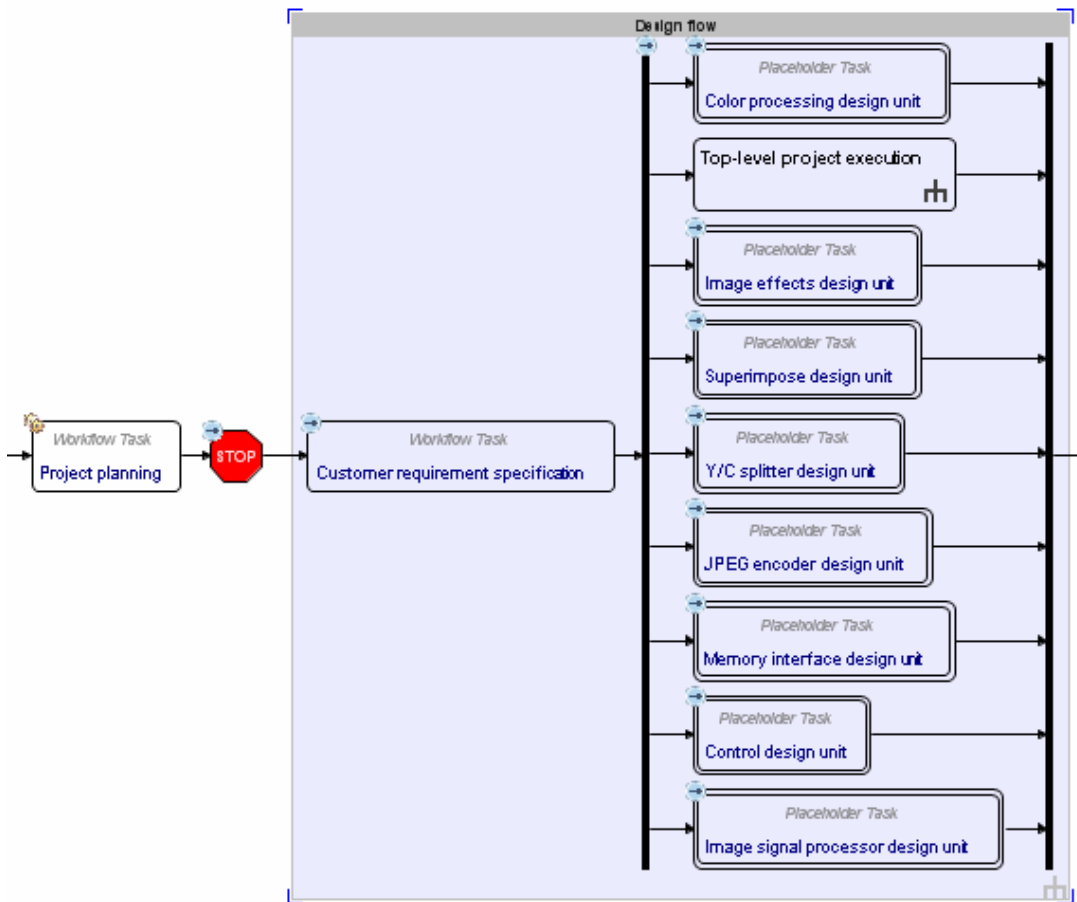 Design flow
Placeholder Task
Color processing design unit
Top-level project execution
Placeholder Task
Image effects design unit
Placeholder Task
Superimpose design unit
Workflow Task
Project planning
STOP
Workflow Task
Customer requirement specification
Placeholder Task
Y/C splitter design unit
Placeholder Task
JPEG encoder design unit
Placeholder Task
Memory interface design unit
Placeholder Task
Control design unit
Placeholder Task
Image signal processor design unit